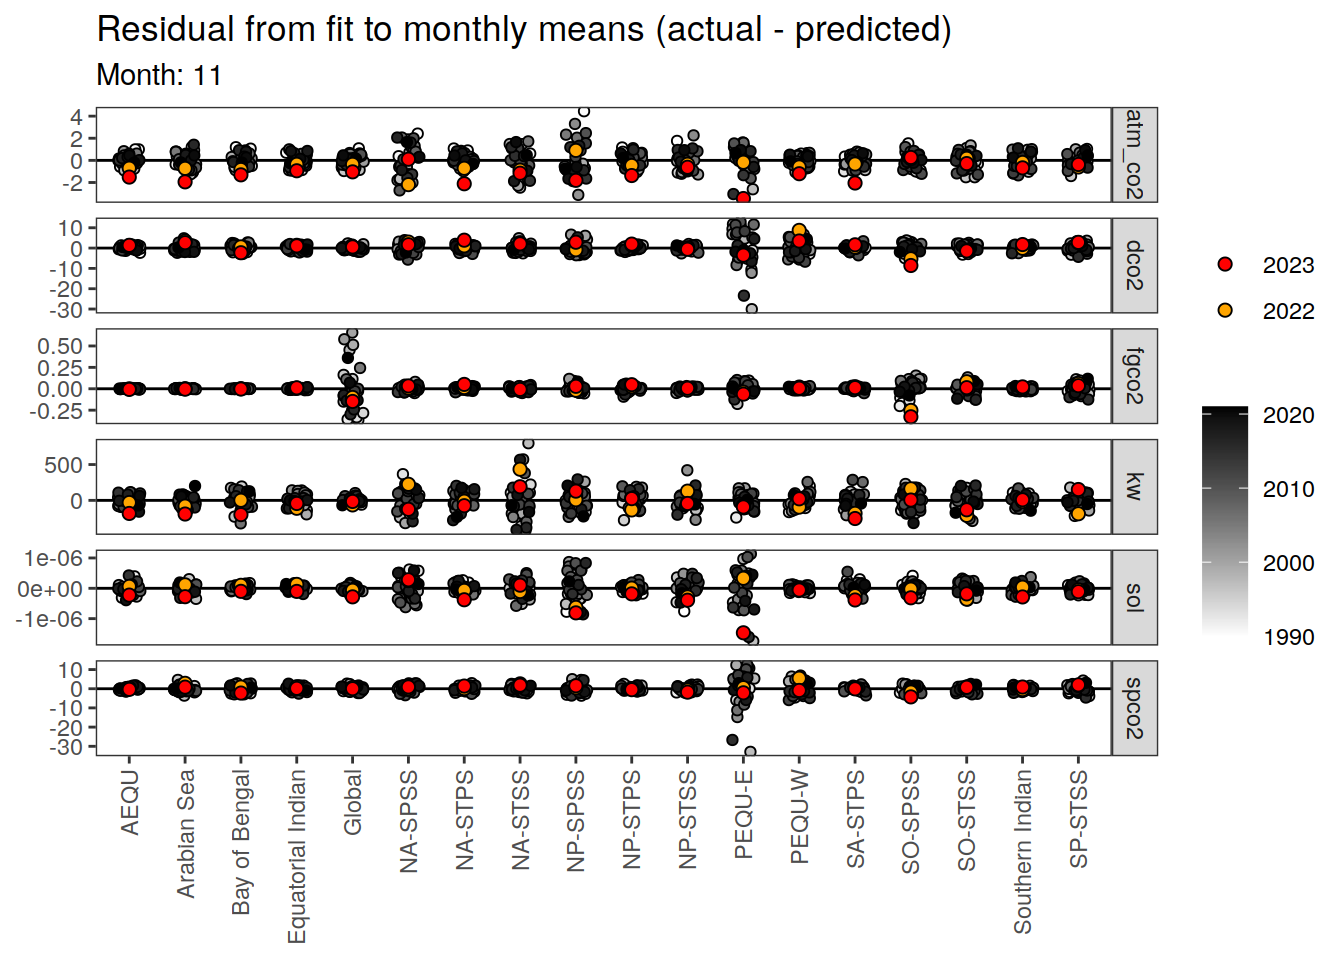 Residual from fit to monthly means (actual - predicted)
Month: 11
4
2
0
-2
atm_co2
10
0
-10
-20
-30
dco2
0.50
0.25
0.00
-0.25
fgco2
500
0
kw
1e-06
0e+00
-1e-06
sol
10
0
-10
-20
-30
spco2
AEQU
Arabian Sea
Bay of Bengal
Equatorial Indian
Global
NA-SPSS
NA-STPS
NA-STSS
NP-SPSS
NP-STPS
NP-STSS
PEQU-E
PEQU-W
SA-STPS
SO-SPSS
SO-STSS
Southern Indian
SP-STSS
2023
2022
2020
2010
2000
1990